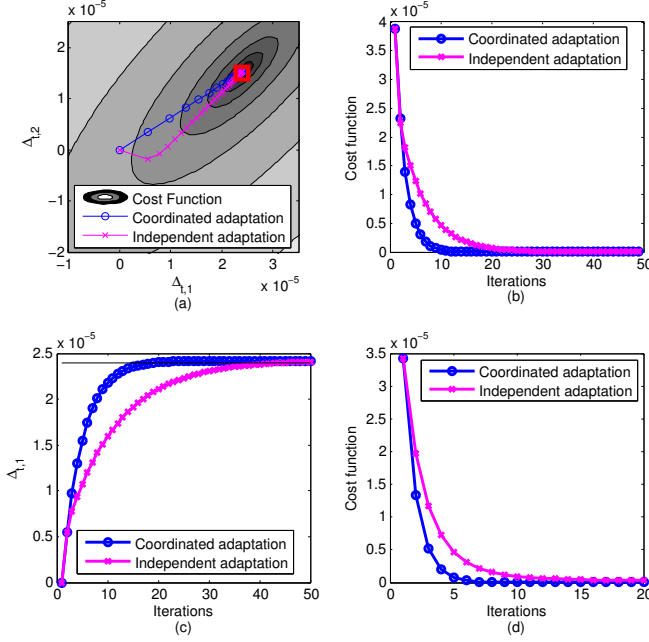 x 10⁻⁵
2
1
0
−1
−2
Δt,2
Cost Function
Coordinated adaptation
Independent adaptation
−1 0 1 2 3
x 10⁻⁵
Δt,1
(a)
x 10⁻⁵
4
3.5
3
2.5
2
1.5
1
0.5
0
Cost function
Coordinated adaptation
Independent adaptation
0 10 20 30 40 50
Iterations
(b)
x 10⁻⁵
2.5
2
1.5
1
0.5
0
Δt,1
Coordinated adaptation
Independent adaptation
0 10 20 30 40 50
Iterations
(c)
x 10⁻⁵
3.5
3
2.5
2
1.5
1
0.5
0
Cost function
Coordinated adaptation
Independent adaptation
0 5 10 15 20
Iterations
(d)